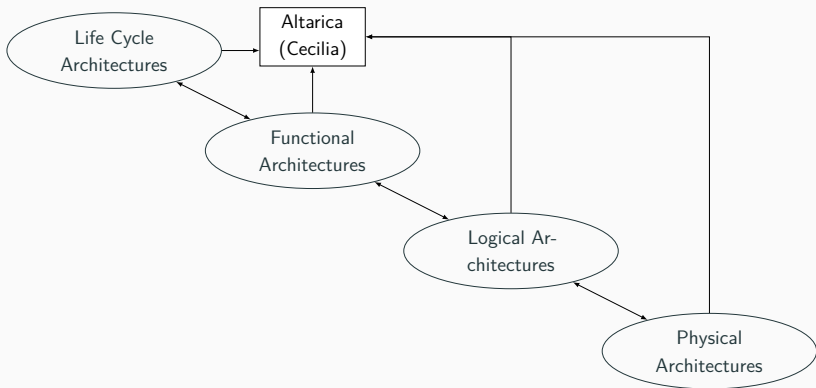 Altarica
(Cecilia)
Life Cycle
Architectures
Functional
Architectures
Logical Ar-
chitectures
Physical
Architectures